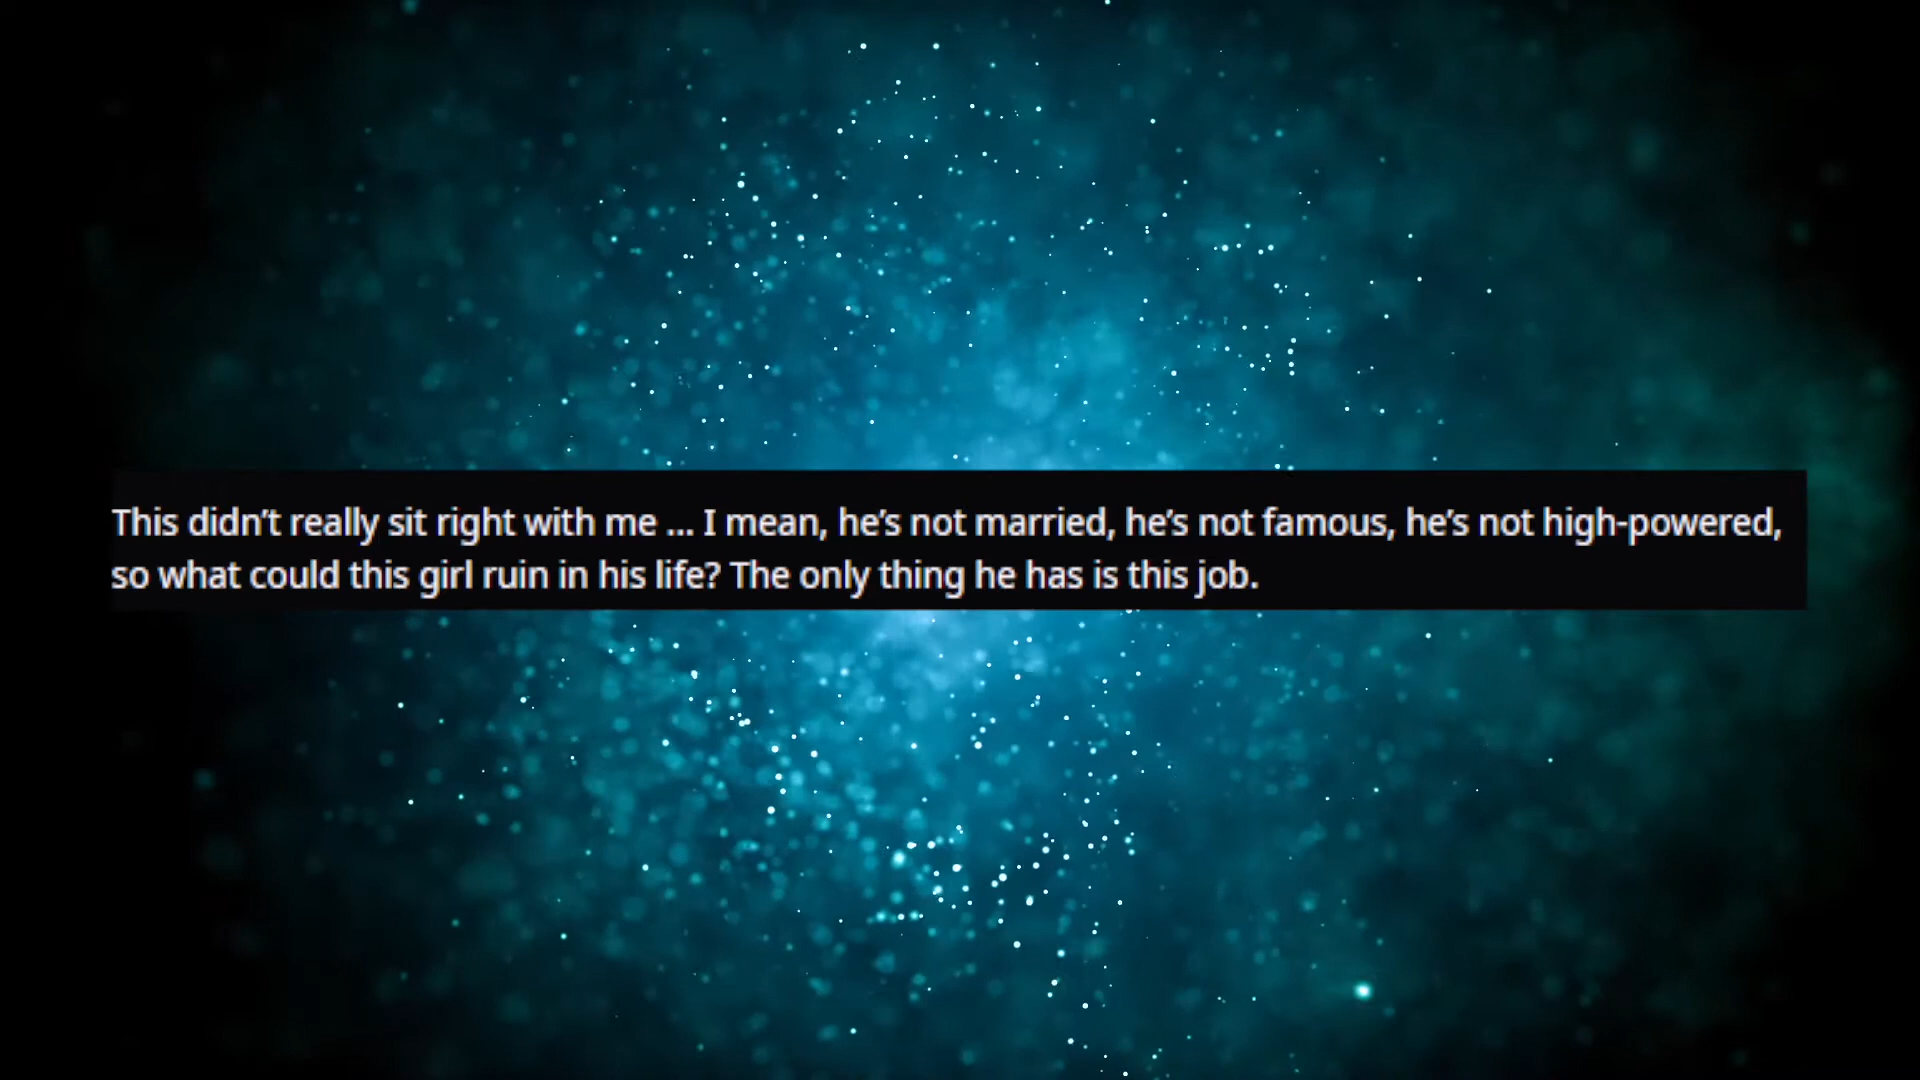 This didn’t really sit right with me ... I mean, he’s not married, he’s not famous, he’s not high-powered,
so what could this girl ruin in his life? The only thing he has is this job.